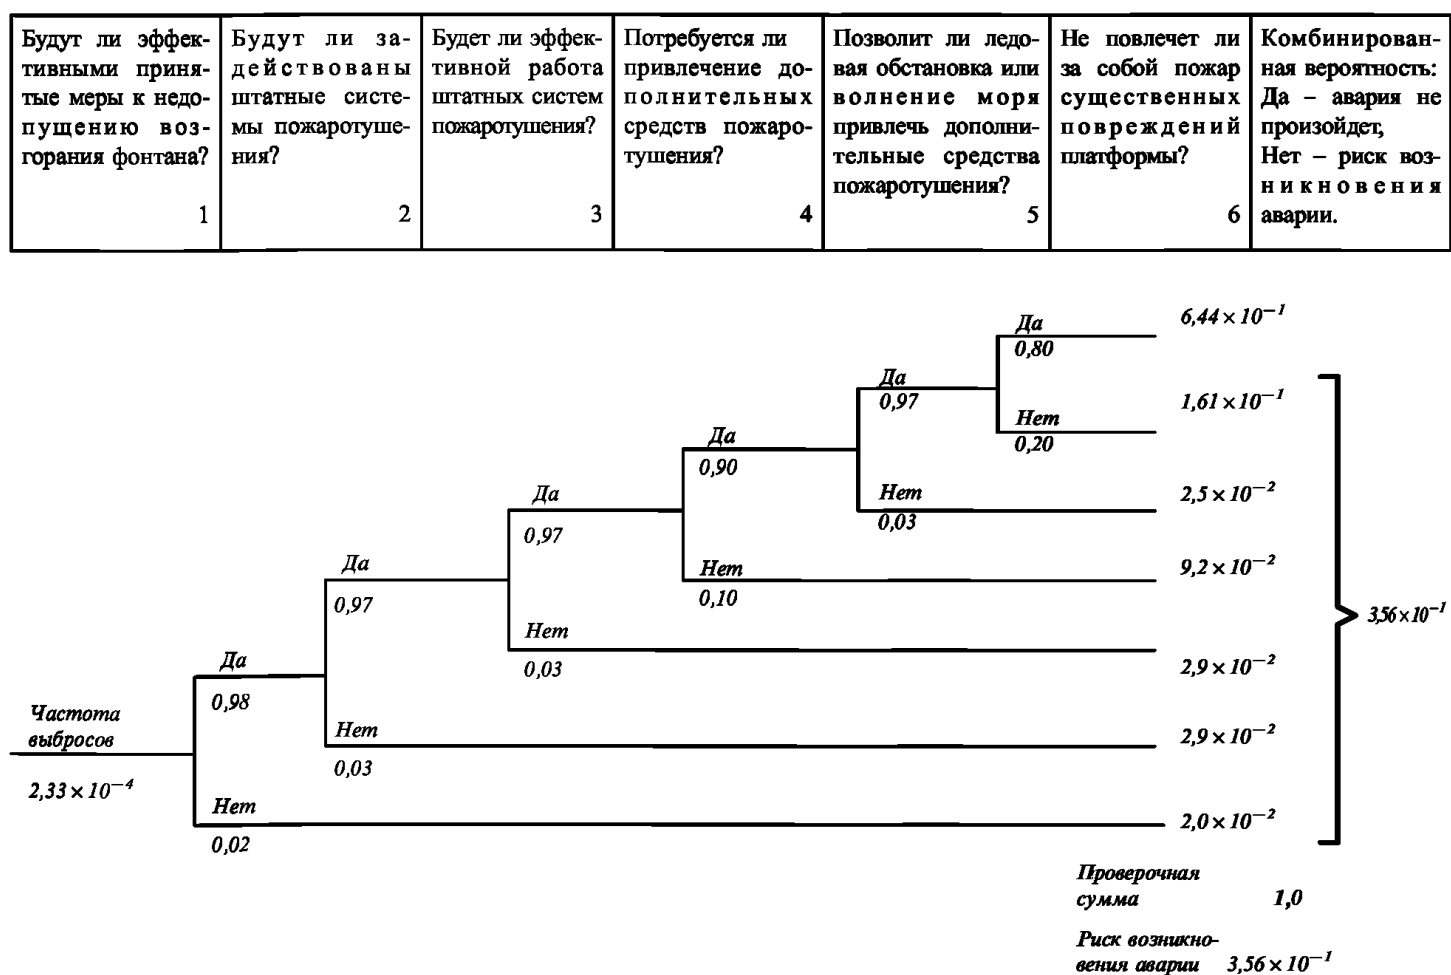 Будут ли эффек-
тивными приня-
тые меры к недо-
пущению воз-
горания фонтана?
1
Будут ли за-
действованы
штатные систе-
мы пожаротуше-
ния?
2
Будет ли эффек-
тивной работа
штатных систем
пожаротушения?
3
Потребуется ли
привлечение до-
полнительных
средств пожаро-
тушения?
4
Позволит ли ледо-
вая обстановка или
волнение моря
привлечь дополни-
тельные средства
пожаротушения?
5
Не повлечет ли
за собой пожар
существенных
повреждений
платформы?
6
Комбинирован-
ная вероятность:
Да – авария не
произойдет,
Нет – риск воз-
никновения
аварии.
Да
0,80
6,44 × 10⁻¹
Да
0,97
Нет
0,20
1,61 × 10⁻¹
Да
0,90
Нет
0,03
2,5 × 10⁻²
Да
0,97
Нет
0,10
9,2 × 10⁻²
Да
0,97
Нет
0,03
2,9 × 10⁻²
3,56 × 10⁻¹
Да
0,98
Нет
0,03
2,9 × 10⁻²
Частота
выбросов
2,33 × 10⁻⁴
Нет
0,02
2,0 × 10⁻²
Проверочная
сумма 1,0
Риск возникно-
вения аварии 3,56 × 10⁻¹